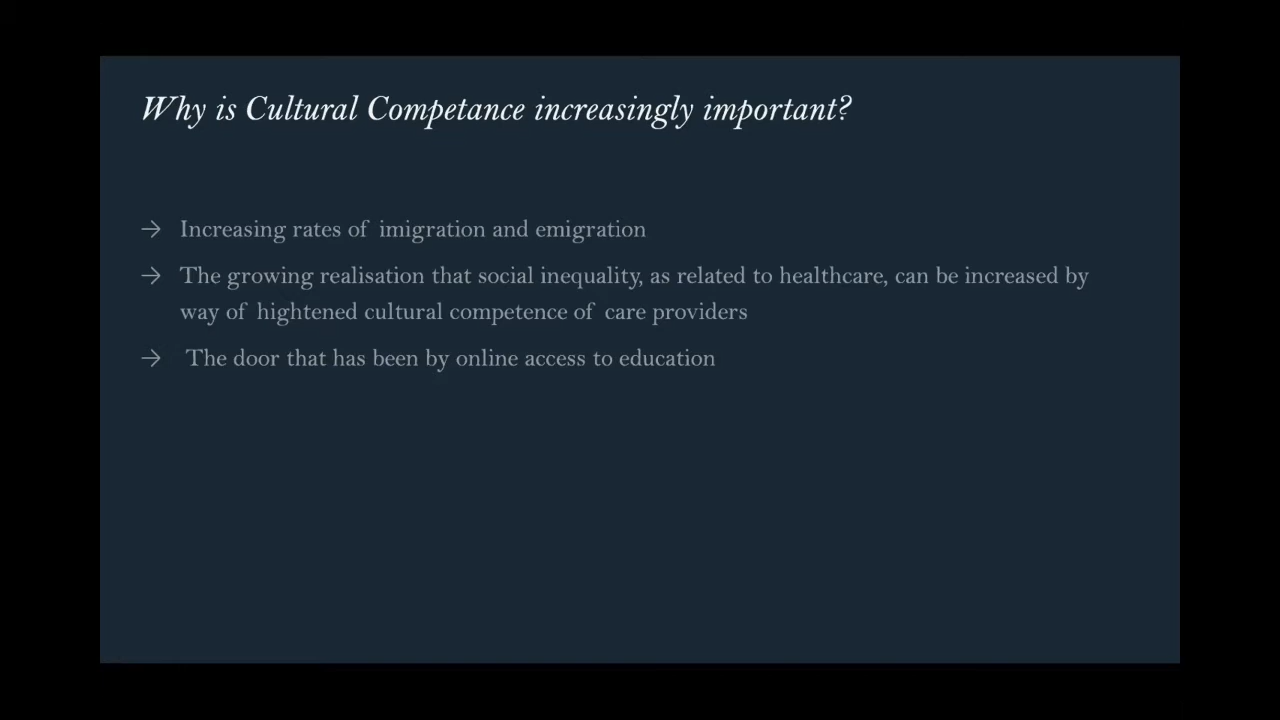 Why is Cultural Competance increasingly important?
→ Increasing rates of imigration and emigration
→ The growing realisation that social inequality, as related to healthcare, can be increased by
way of hightened cultural competence of care providers
→ The door that has been by online access to education